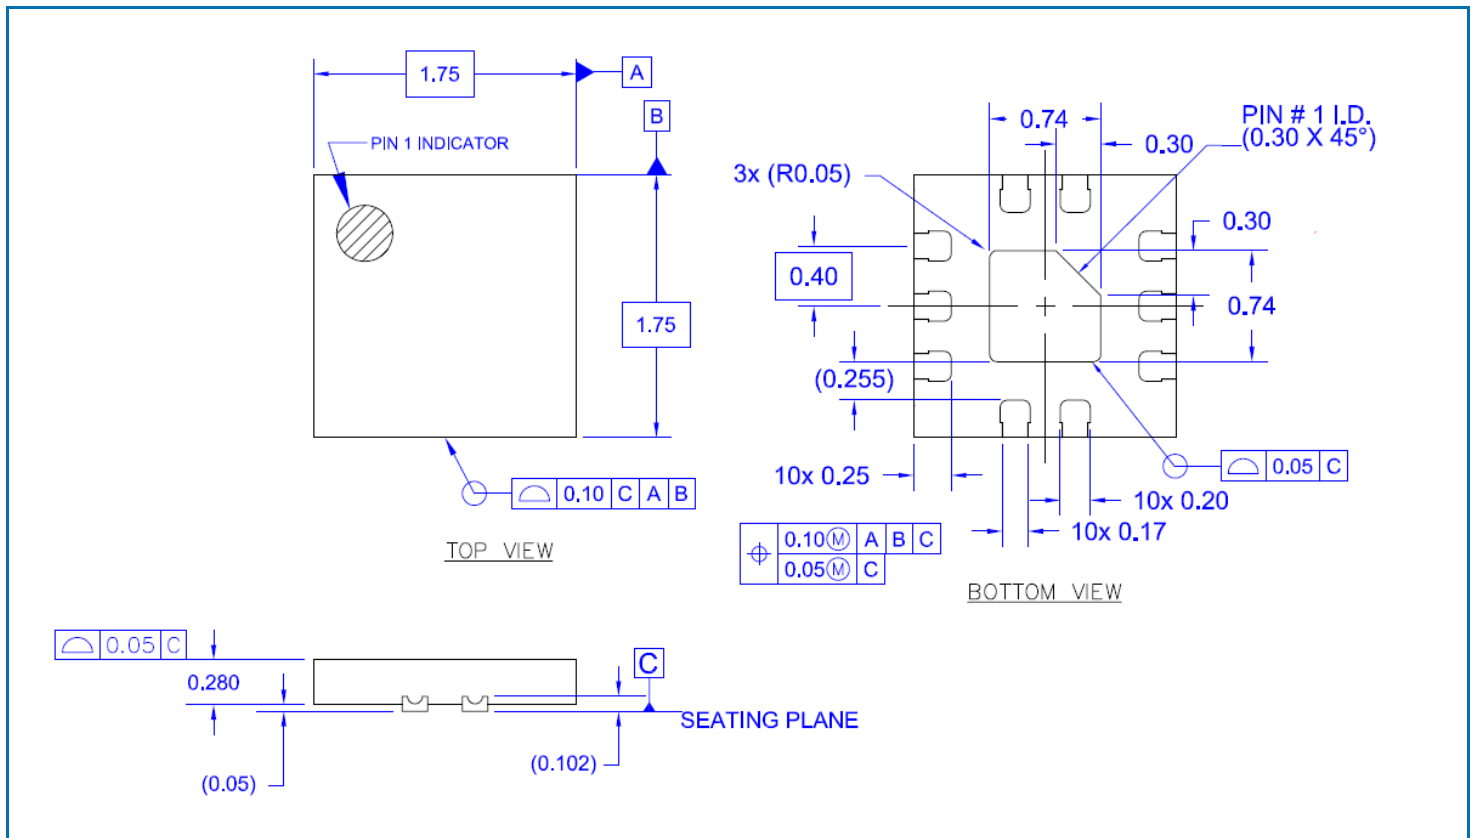 1.75
A
B
PIN 1 INDICATOR
1.75
0.10 C A B
TOP VIEW
0.74
0.30
PIN # 1 I.D.
(0.30 X 45°)
3x (R0.05)
0.30
0.40
0.74
(0.255)
10x 0.25
0.05 C
10x 0.20
10x 0.17
0.10Ⓜ A B C
0.05Ⓜ C
BOTTOM VIEW
0.05 C
0.280
C
SEATING PLANE
(0.05)
(0.102)